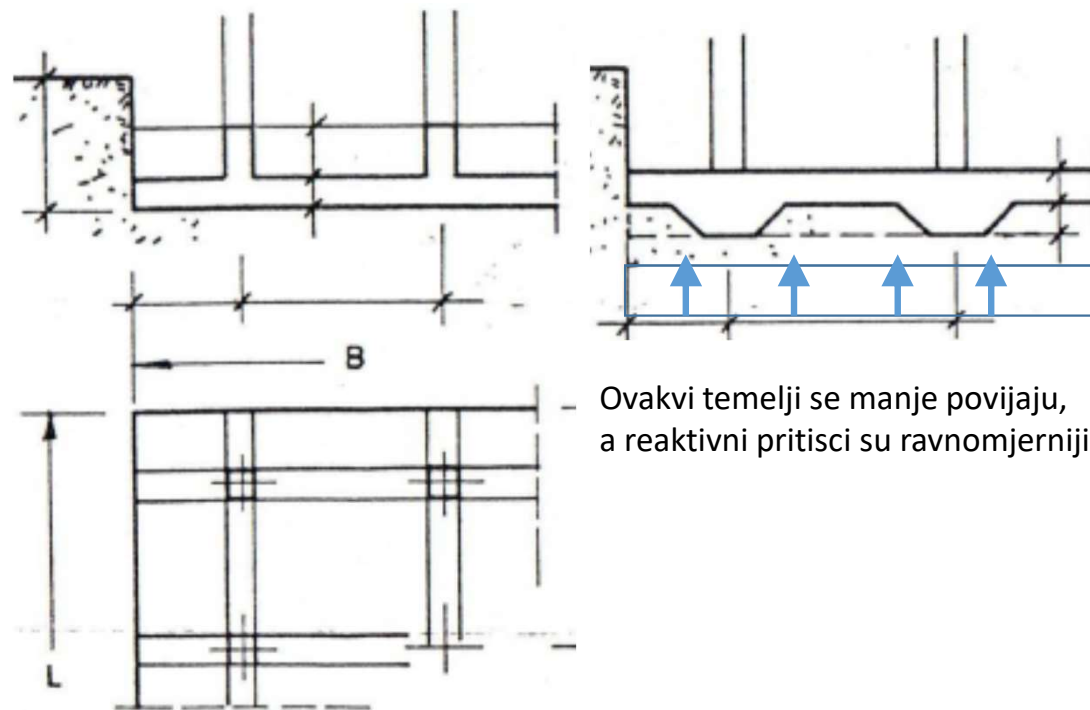 B
L
Ovakvi temelji se manje povijaju,
a reaktivni pritisci su ravnomjerniji